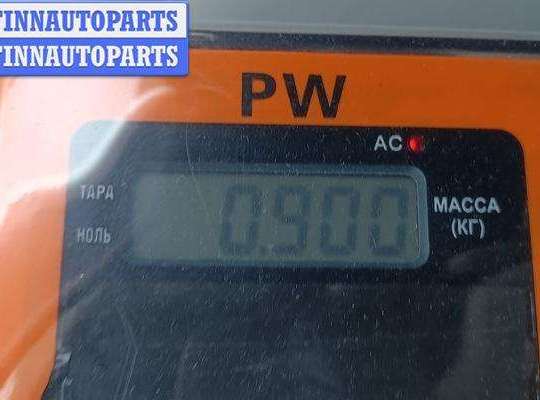 FINNAUTOPARTS
FINNAUTOPARTS
PW
AC
ТАРА
0.900
МАССА
НОЛЬ
(КГ)